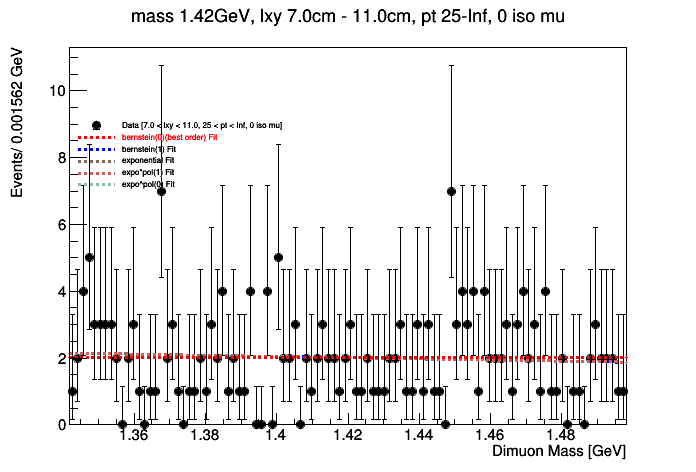 mass 1.42GeV, lxy 7.0cm - 11.0cm, pt 25-Inf, 0 iso mu
Events/ 0.001562 GeV
10
8
6
4
2
0
Data [7.0 < lxy < 11.0, 25 < pt < Inf, 0 iso mu]
bernstein(0)(best order) Fit
bernstein(1) Fit
exponential Fit
expo*pol(1) Fit
expo^pol(0) Fit
1.36 1.38 1.4 1.42 1.44 1.46 1.48
Dimuon Mass [GeV]